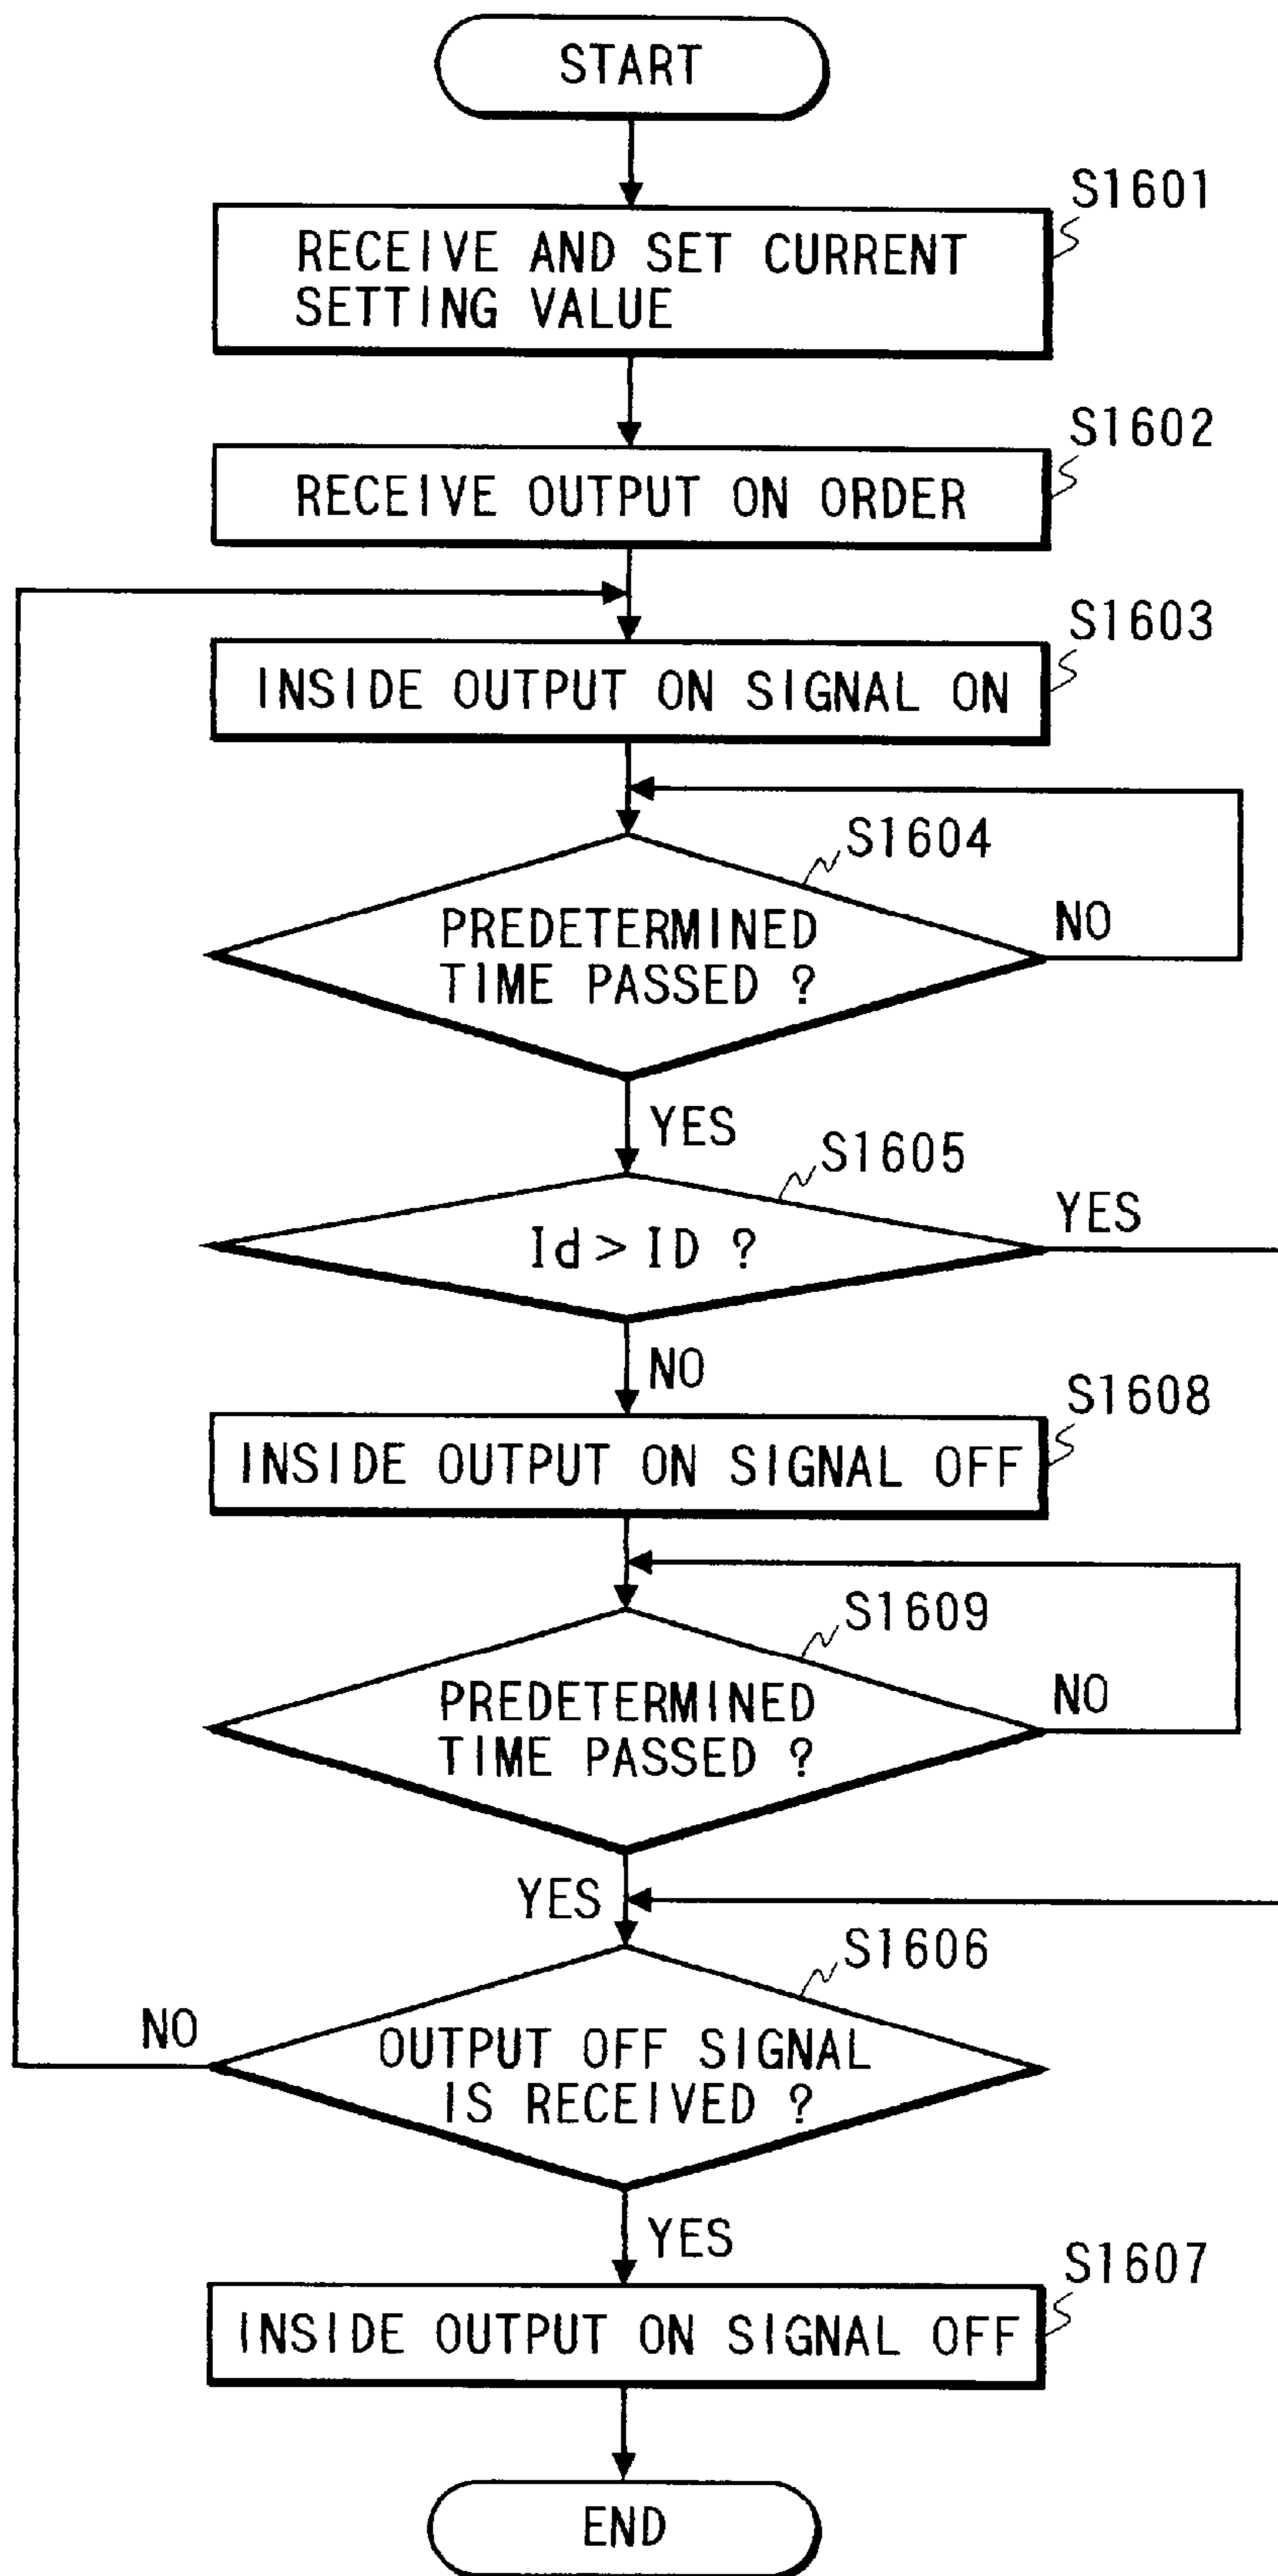 START
S1601
RECEIVE AND SET CURRENT
SETTING VALUE
S1602
RECEIVE OUTPUT ON ORDER
S1603
INSIDE OUTPUT ON SIGNAL ON
S1604
PREDETERMINED
TIME PASSED ?
NO
YES
S1605
Id > ID ?
YES
NO
S1608
INSIDE OUTPUT ON SIGNAL OFF
S1609
PREDETERMINED
TIME PASSED ?
NO
YES
S1606
NO
OUTPUT OFF SIGNAL
IS RECEIVED ?
YES
S1607
INSIDE OUTPUT ON SIGNAL OFF
END